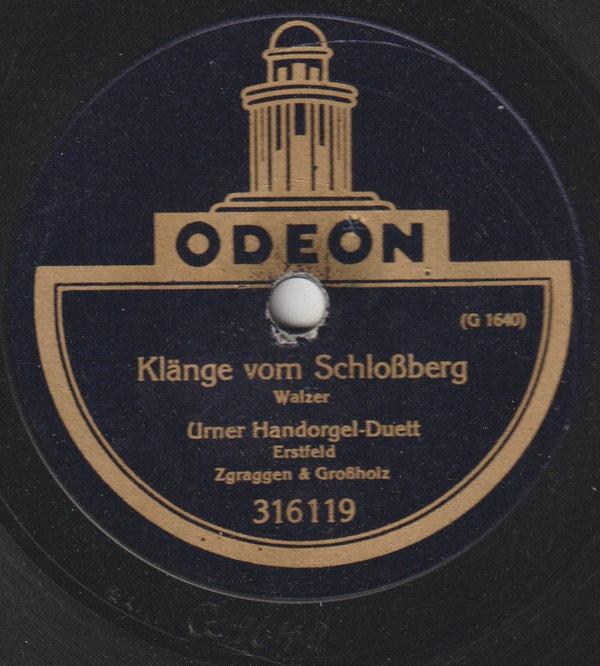 ODEON
(G 1640)
Klänge vom Schloßberg
Walzer
Urner Handorgel-Duett
Erstfeld
Zgraggen & Großholz
316119